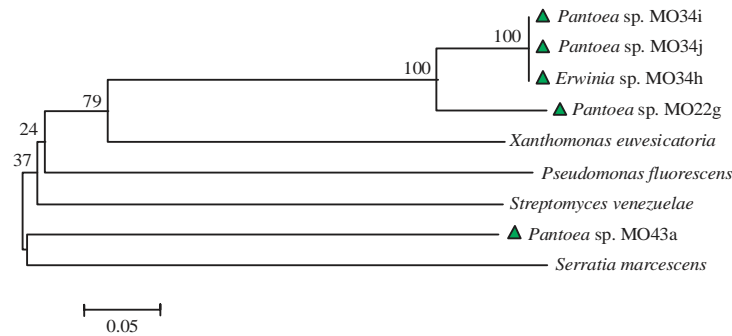 Pantoea sp. MO34i
100
Pantoea sp. MO34j
100
Erwinia sp. MO34h
79
Pantoea sp. MO22g
24
Xanthomonas euvesicatoria
37
Pseudomonas fluorescens
Streptomyces venezuelae
Pantoea sp. MO43a
Serratia marcescens
0.05